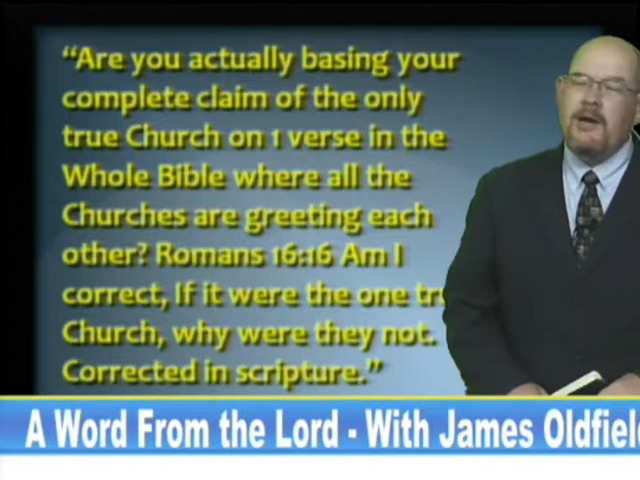 “Are you actually basing your
complete claim of the only
true Church on 1 verse in the
Whole Bible where all the
Churches are greeting each
other? Romans 16:16 Am I
correct, If it were the one tr
Church, why were they not.
Corrected in scripture.”
A Word From the Lord - With James Oldfiel